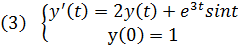 (3) {y′(t) = 2y(t) + e^{3t}sint
y(0) = 1